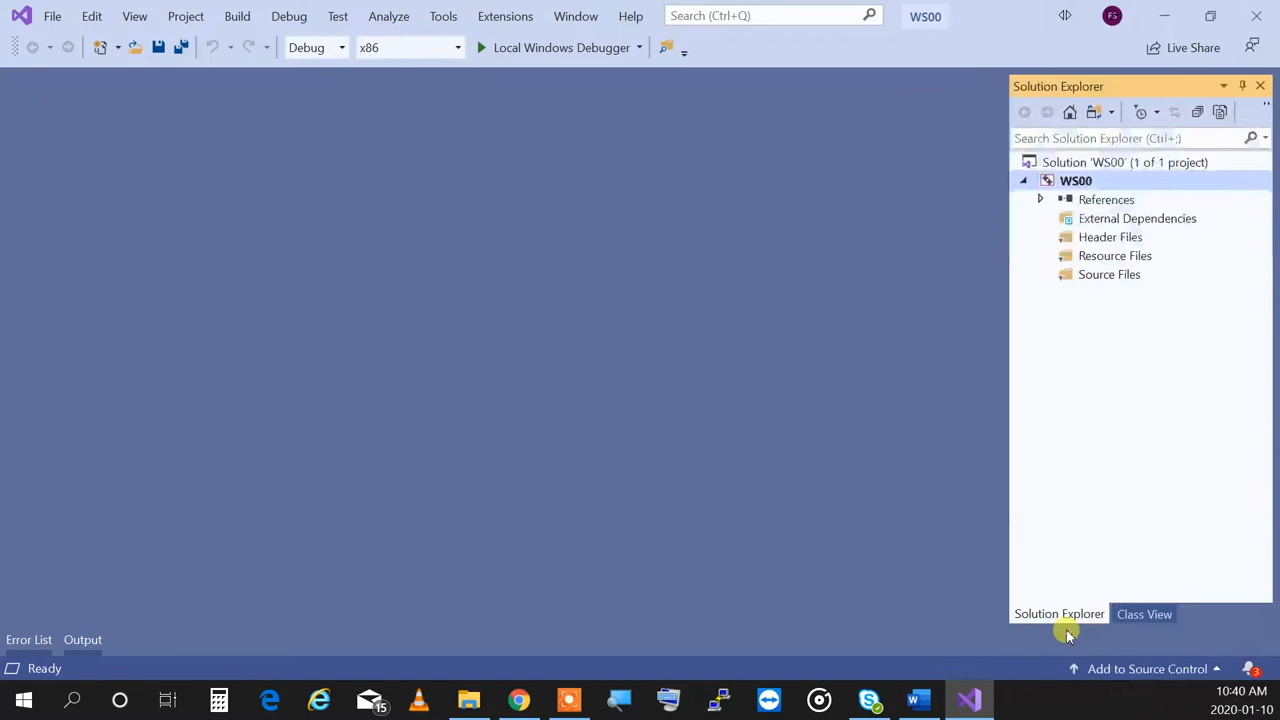 File Edit View Project Build Debug Test Analyze Tools Extensions Window Help Search (Ctrl+Q) WS00 FS
Debug x86 Local Windows Debugger Live Share
Solution Explorer
Search Solution Explorer (Ctrl+;)
Solution 'WS00' (1 of 1 project)
WS00
References
External Dependencies
Header Files
Resource Files
Source Files
Solution Explorer Class View
Error List Output
Ready Add to Source Control 3
15
10:40 AM
2020-01-10